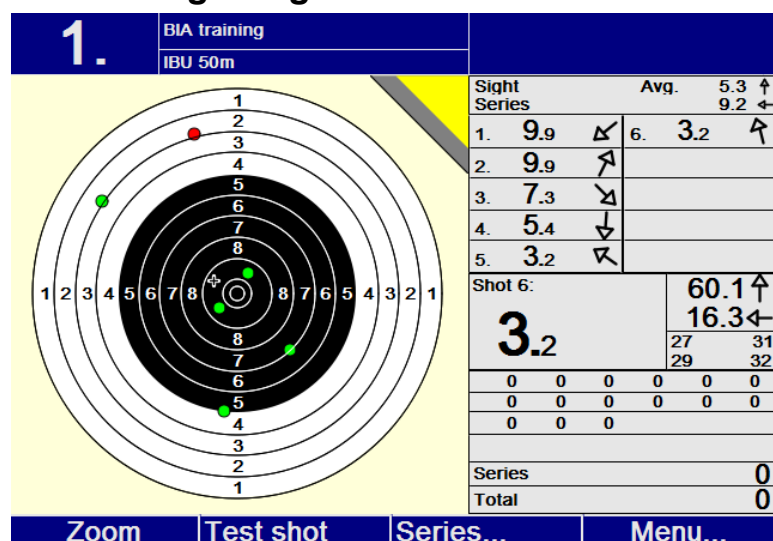 1.
BIA training
IBU 50m
Sight Avg. 5.3
Series 9.2
1. 9.9 6. 3.2
2. 9.9
3. 7.3
4. 5.4
5. 3.2
Shot 6:
3.2
60.1
16.3
27 31
29 32
0 0 0 0 0 0 0
0 0 0 0 0 0 0
0 0 0
Series 0
Total 0
1
2
3
4
5
6
7
8
1 2 3 4 5 6 7 8 8 7 6 5 4 3 2 1
8
7
6
5
4
3
2
1
Zoom Test shot Series... Menu...